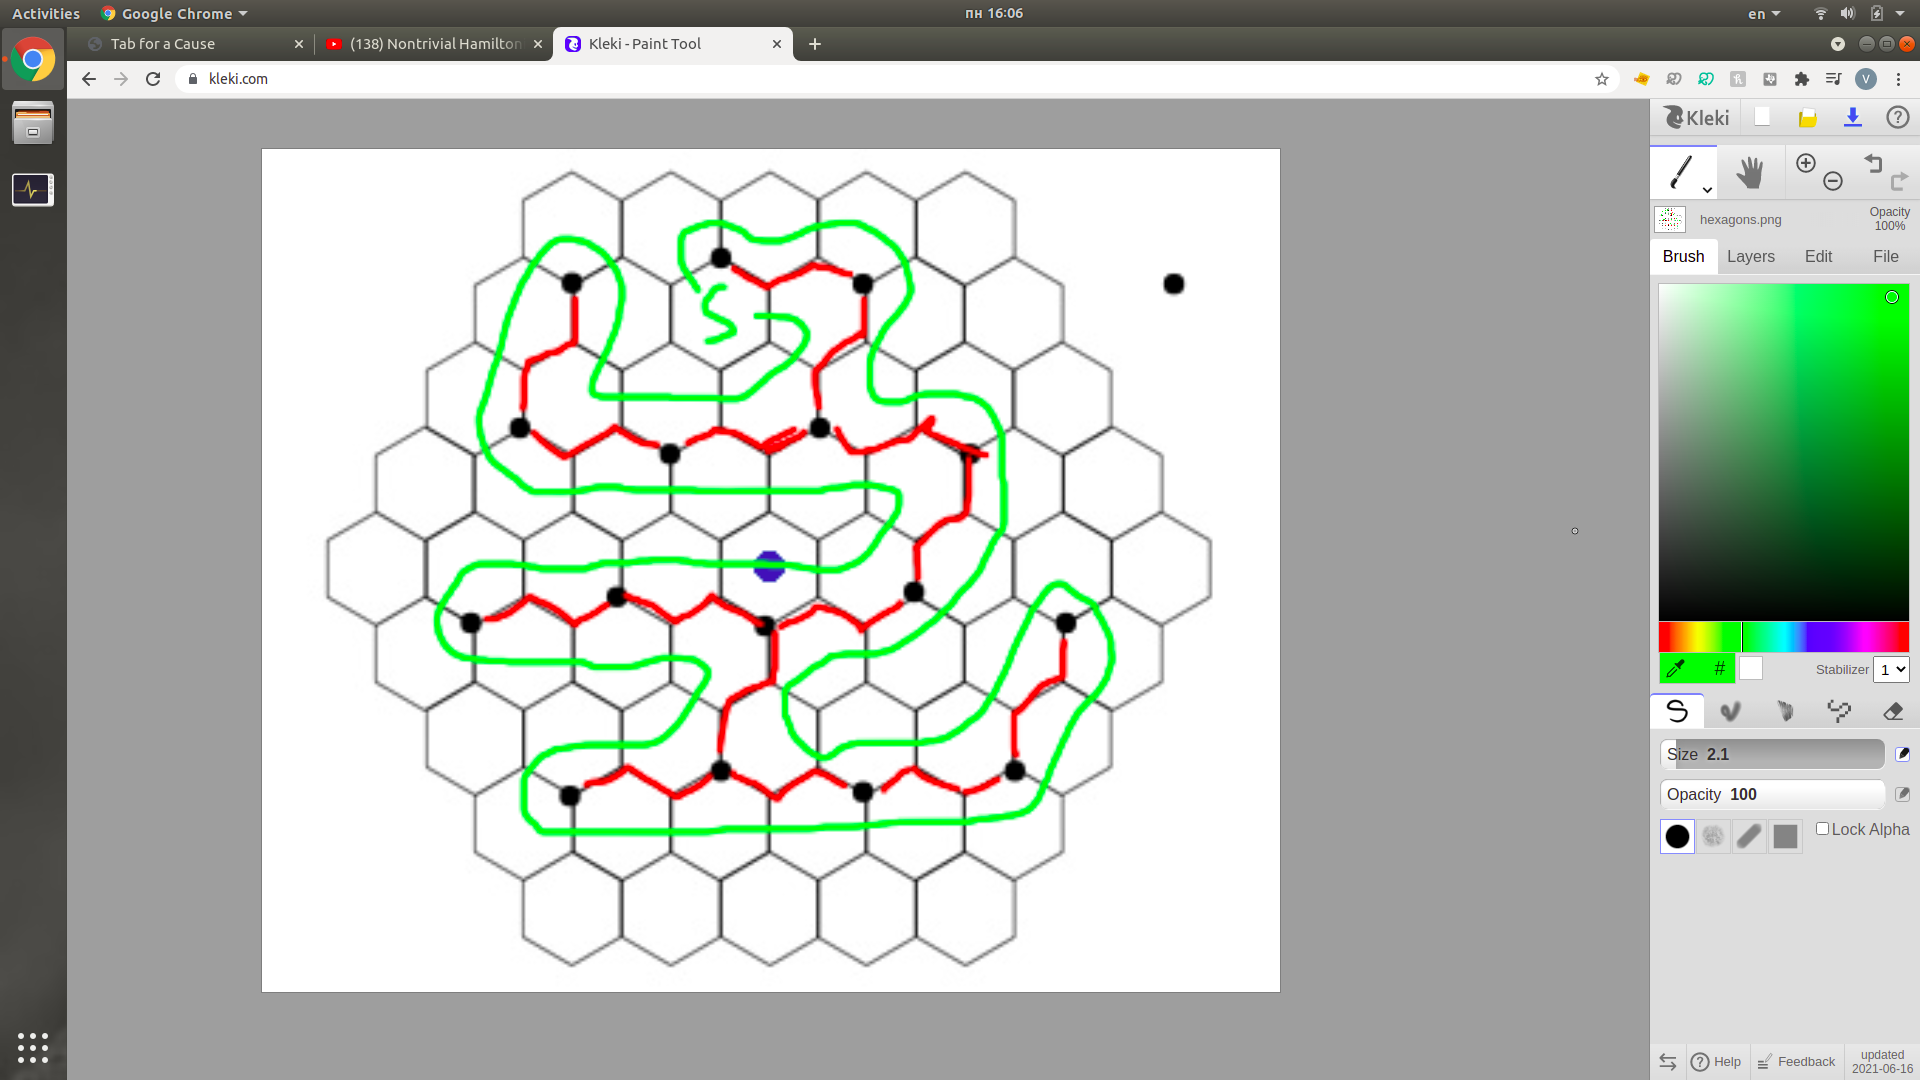 Activities
Google Chrome
пн 16:06
en
Tab for a Cause
(138) Nontrivial Hamilton
Kleki - Paint Tool
kleki.com
V
Kleki
hexagons.png
Opacity
100%
Brush Layers Edit File
S
#
Stabilizer 1
Size 2.1
Opacity 100
Lock Alpha
Help
Feedback
updated
2021-06-16